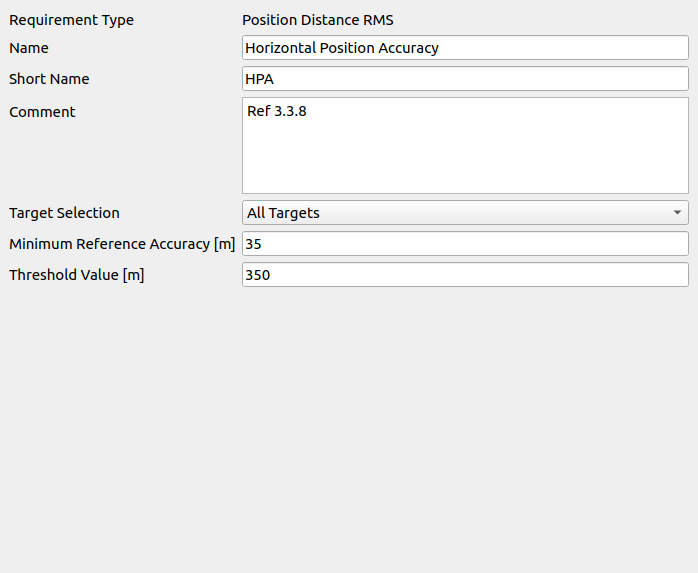 Requirement Type Position Distance RMS
Name Horizontal Position Accuracy
Short Name HPA
Comment Ref 3.3.8
Target Selection All Targets
Minimum Reference Accuracy [m] 35
Threshold Value [m] 350